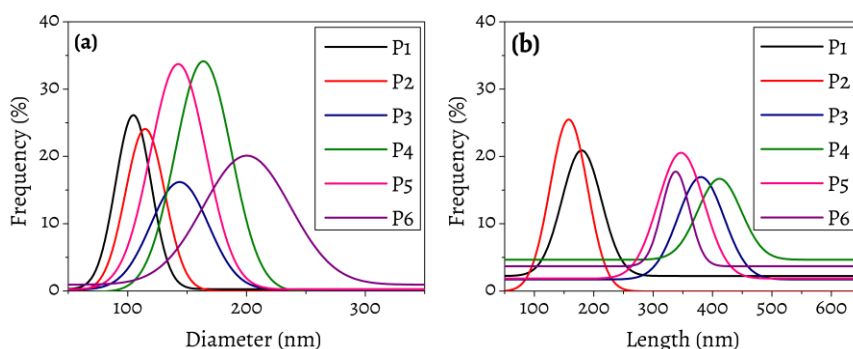 (a)
40
30
20
10
0
Frequency (%)
100
200
300
Diameter (nm)
P1
P2
P3
P4
P5
P6
(b)
40
30
20
10
0
Frequency (%)
100
200
300
400
500
600
Length (nm)
P1
P2
P3
P4
P5
P6